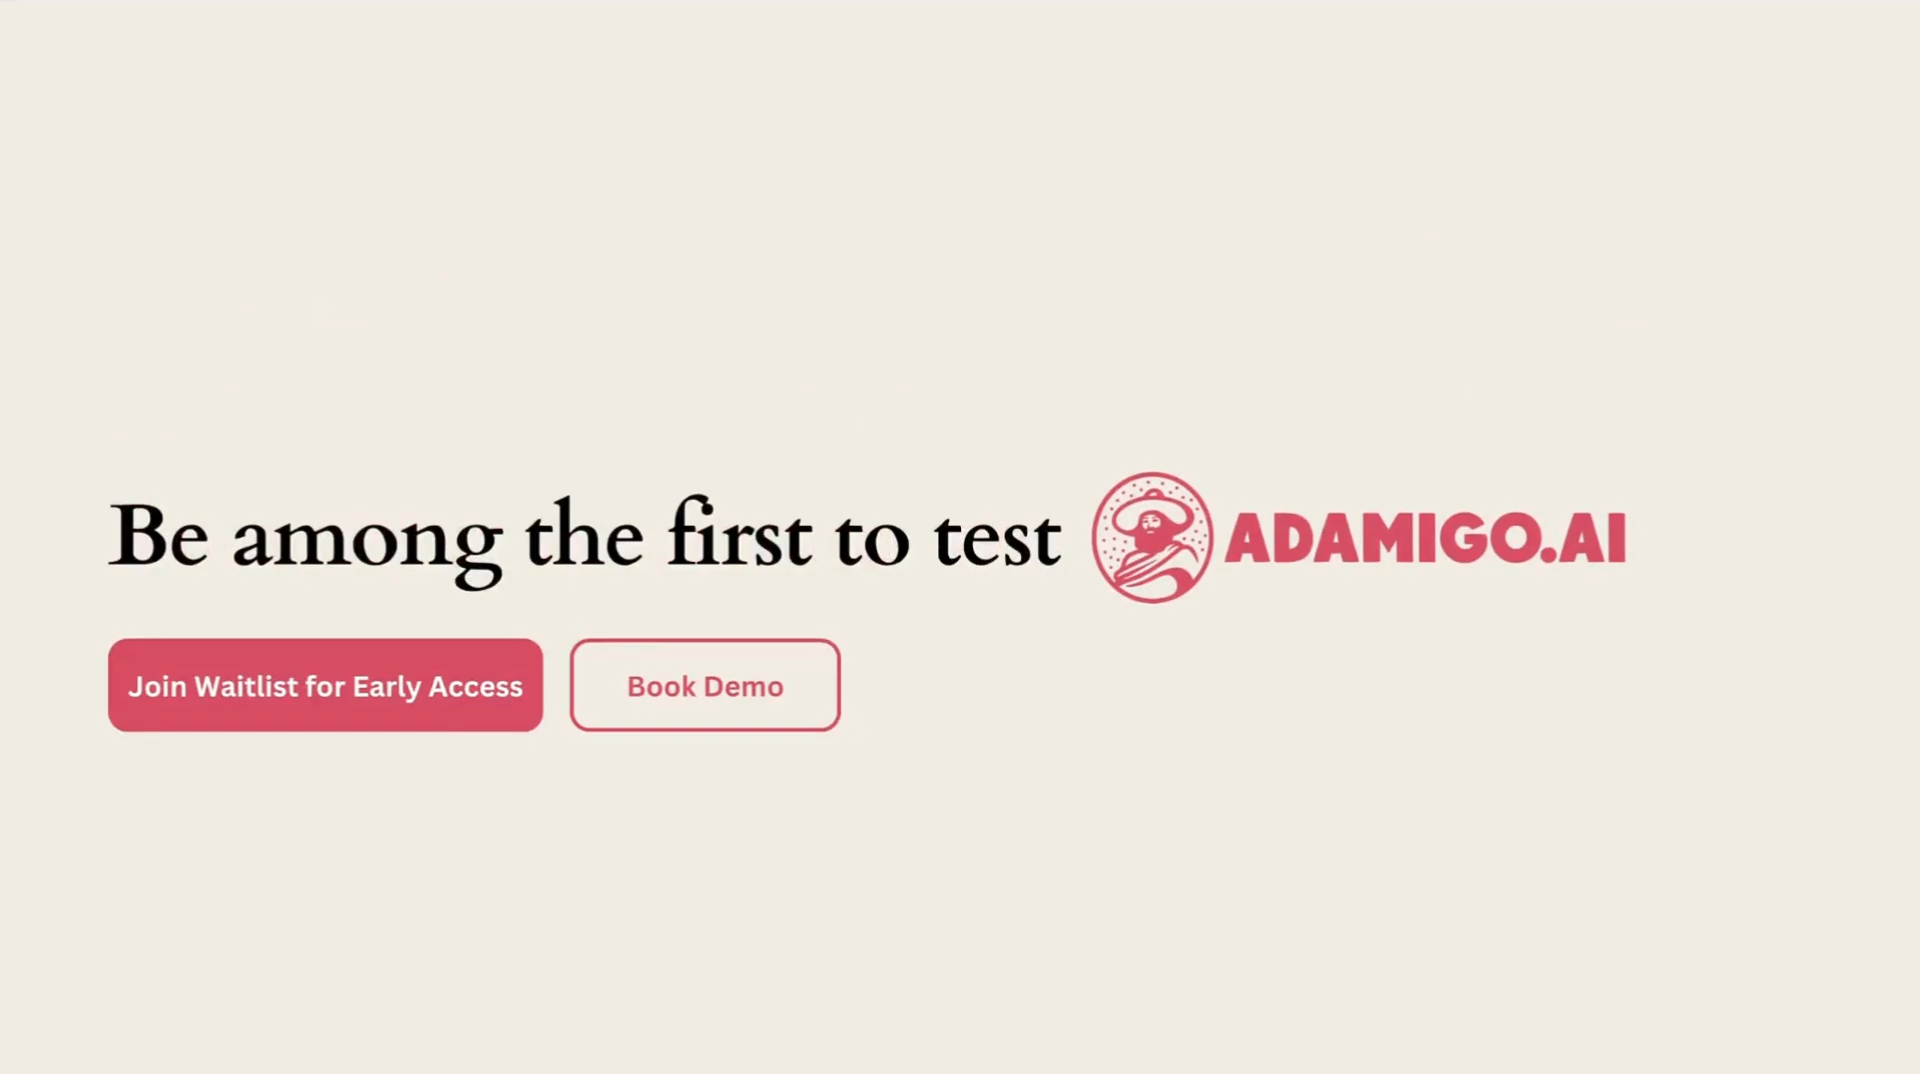 Be among the first to test ADAMIGO.AI
Join Waitlist for Early Access
Book Demo